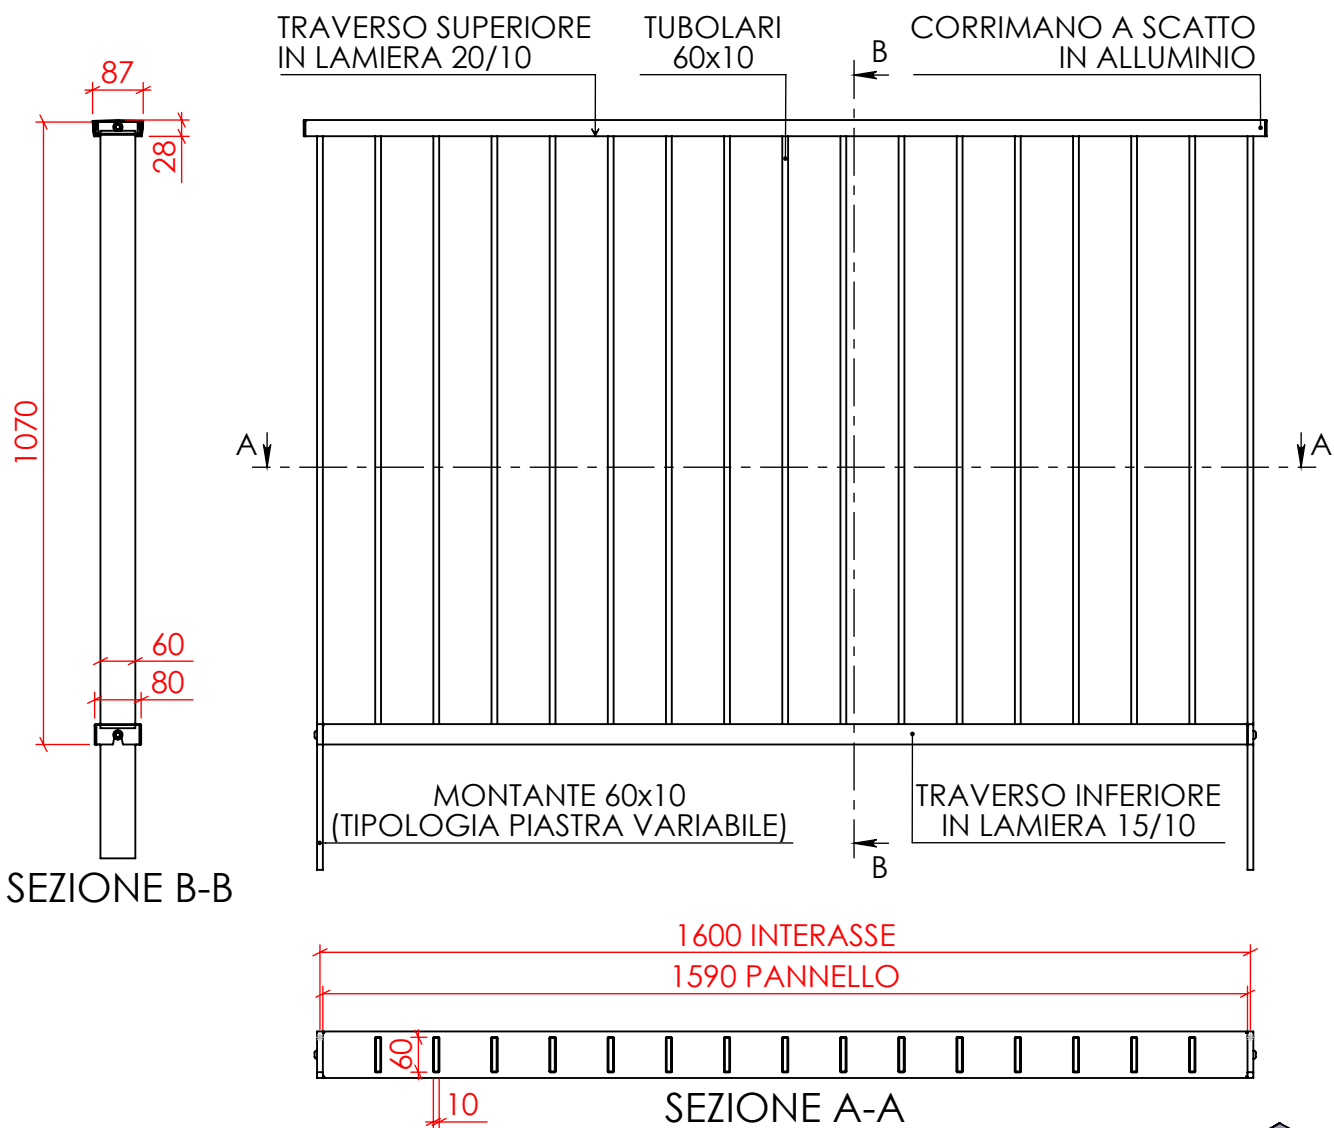 TRAVERSO SUPERIORE
IN LAMIERA 20/10
TUBOLARI
60x10
B
CORRIMANO A SCATTO
IN ALLUMINIO
87
28
1070
A
A
60
80
MONTANTE 60x10
(TIPOLOGIA PIASTRA VARIABILE)
TRAVERSO INFERIORE
IN LAMIERA 15/10
B
SEZIONE B-B
1600 INTERASSE
1590 PANNELLO
60
10
SEZIONE A-A